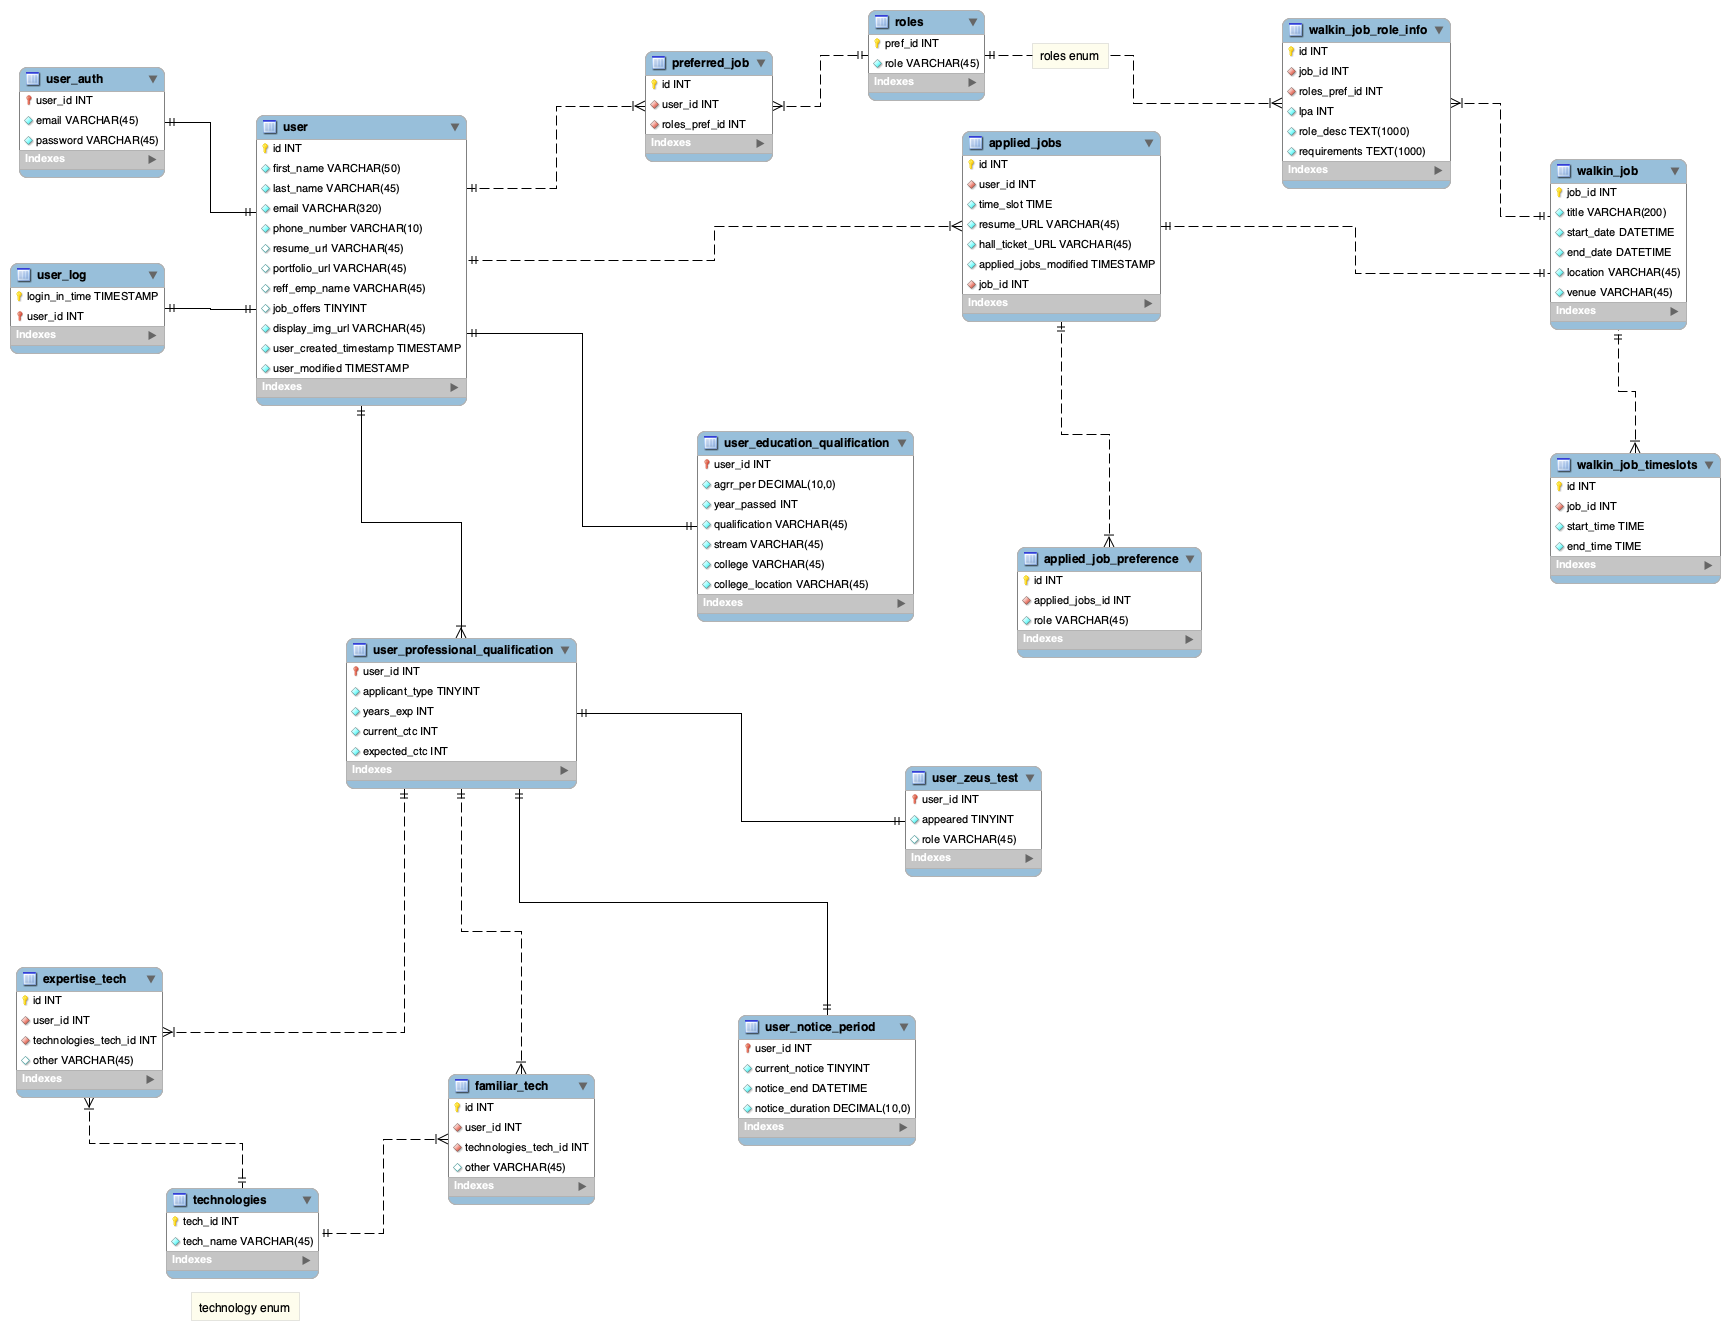 user_auth
user_id INT
email VARCHAR(45)
password VARCHAR(45)
Indexes
user_log
login_in_time TIMESTAMP
user_id INT
Indexes
user
id INT
first_name VARCHAR(50)
last_name VARCHAR(45)
email VARCHAR(320)
phone_number VARCHAR(10)
resume_url VARCHAR(45)
portfolio_url VARCHAR(45)
reff_emp_name VARCHAR(45)
job_offers TINYINT
display_img_url VARCHAR(45)
user_created_timestamp TIMESTAMP
user_modified TIMESTAMP
Indexes
preferred_job
id INT
user_id INT
roles_pref_id INT
Indexes
roles
pref_id INT
role VARCHAR(45)
Indexes
roles enum
walkin_job_role_info
id INT
job_id INT
roles_pref_id INT
lpa INT
role_desc TEXT(1000)
requirements TEXT(1000)
Indexes
applied_jobs
id INT
user_id INT
time_slot TIME
resume_URL VARCHAR(45)
hall_ticket_URL VARCHAR(45)
applied_jobs_modified TIMESTAMP
job_id INT
Indexes
walkin_job
job_id INT
title VARCHAR(200)
start_date DATETIME
end_date DATETIME
location VARCHAR(45)
venue VARCHAR(45)
Indexes
user_education_qualification
user_id INT
agrr_per DECIMAL(10,0)
year_passed INT
qualification VARCHAR(45)
stream VARCHAR(45)
college VARCHAR(45)
college_location VARCHAR(45)
Indexes
walkin_job_timeslots
id INT
job_id INT
start_time TIME
end_time TIME
Indexes
applied_job_preference
id INT
applied_jobs_id INT
role VARCHAR(45)
Indexes
user_professional_qualification
user_id INT
applicant_type TINYINT
years_exp INT
current_ctc INT
expected_ctc INT
Indexes
user_zeus_test
user_id INT
appeared TINYINT
role VARCHAR(45)
Indexes
expertise_tech
id INT
user_id INT
technologies_tech_id INT
other VARCHAR(45)
Indexes
user_notice_period
user_id INT
current_notice TINYINT
notice_end DATETIME
notice_duration DECIMAL(10,0)
Indexes
familiar_tech
id INT
user_id INT
technologies_tech_id INT
other VARCHAR(45)
Indexes
technologies
tech_id INT
tech_name VARCHAR(45)
Indexes
technology enum